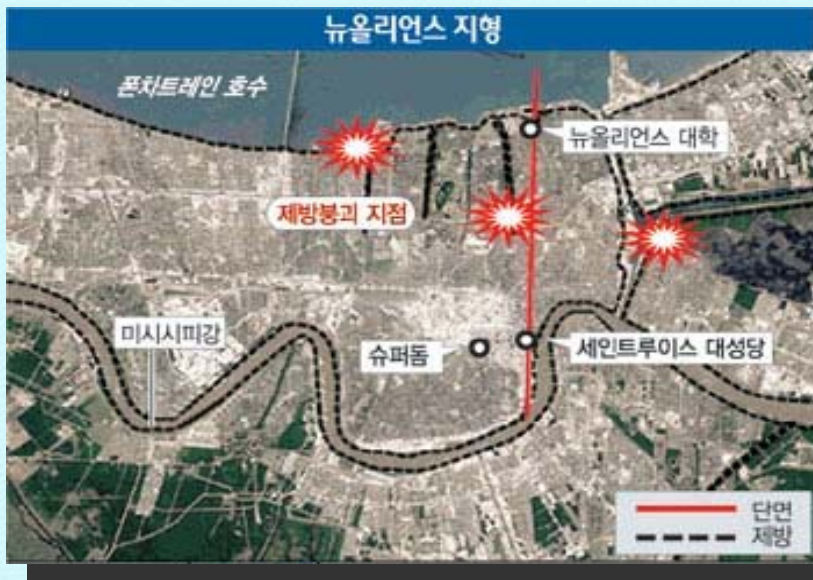 뉴올리언스 지형
폰차트레인 호수
뉴올리언스 대학
제방붕괴 지점
미시시피강
슈퍼돔
세인트루이스 대성당
단면
제방